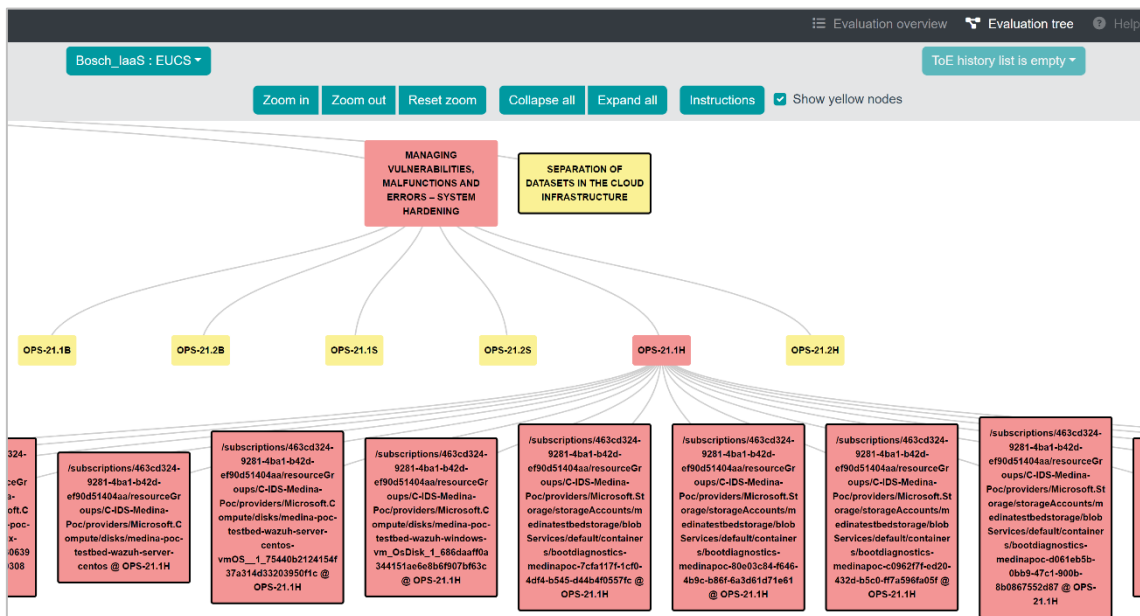 Evaluation overview Evaluation tree Help
Bosch_IaaS : EUCS
ToE history list is empty
Zoom in Zoom out Reset zoom Collapse all Expand all Instructions Show yellow nodes
MANAGING
VULNERABILITIES,
MALFUNCTIONS AND
ERRORS – SYSTEM
HARDENING
SEPARATION OF
DATASETS IN THE CLOUD
INFRASTRUCTURE
OPS-21.1B OPS-21.2B OPS-21.1S OPS-21.2S OPS-21.1H OPS-21.2H
/subscriptions/463cd324-
9281-4ba1-b42d-
ef90d51404aa/resourceGr
oups/C-IDS-Medina-
Poc/providers/Microsoft.C
ompute/disks/medina-poc-
testbed-wazuh-server-
centos @ OPS-21.1H
/subscriptions/463cd324-
9281-4ba1-b42d-
ef90d51404aa/resourceGr
oups/C-IDS-Medina-
Poc/providers/Microsoft.C
ompute/disks/medina-poc-
testbed-wazuh-server-
centos-
vmOS__1_75440b2124154f
37a314d33203950f1c @
OPS-21.1H
/subscriptions/463cd324-
9281-4ba1-b42d-
ef90d51404aa/resourceGr
oups/C-IDS-Medina-
Poc/providers/Microsoft.C
ompute/disks/medina-poc-
testbed-wazuh-windows-
vm_OsDisk_1_686daaff0a
344151ae6e8b6f907bf63c
@ OPS-21.1H
/subscriptions/463cd324-
9281-4ba1-b42d-
ef90d51404aa/resourceGr
oups/C-IDS-Medina-
Poc/providers/Microsoft.St
orage/storageAccounts/m
edinatestbedstorage/blob
Services/default/container
s/bootdiagnostics-
medinapoc-7cfa117f-1cf0-
4df4-b545-d44b4f0557fc @
OPS-21.1H
/subscriptions/463cd324-
9281-4ba1-b42d-
ef90d51404aa/resourceGr
oups/C-IDS-Medina-
Poc/providers/Microsoft.St
orage/storageAccounts/m
edinatestbedstorage/blob
Services/default/container
s/bootdiagnostics-
medinapoc-80e03c84-f646-
4b9c-b86f-6a3d61d71e61
@ OPS-21.1H
/subscriptions/463cd324-
9281-4ba1-b42d-
ef90d51404aa/resourceGr
oups/C-IDS-Medina-
Poc/providers/Microsoft.St
orage/storageAccounts/m
edinatestbedstorage/blob
Services/default/container
s/bootdiagnostics-
medinapoc-c0962f7f-ed20-
432d-b5c0-ff7a596fa05f @
OPS-21.1H
/subscriptions/463cd324-
9281-4ba1-b42d-
ef90d51404aa/resourceGr
oups/C-IDS-Medina-
Poc/providers/Microsoft.St
orage/storageAccounts/m
edinatestbedstorage/blob
Services/default/container
s/bootdiagnostics-
medinapoc-d061eb5b-
0bb9-47c1-900b-
8b0867552d87 @ OPS-
21.1H